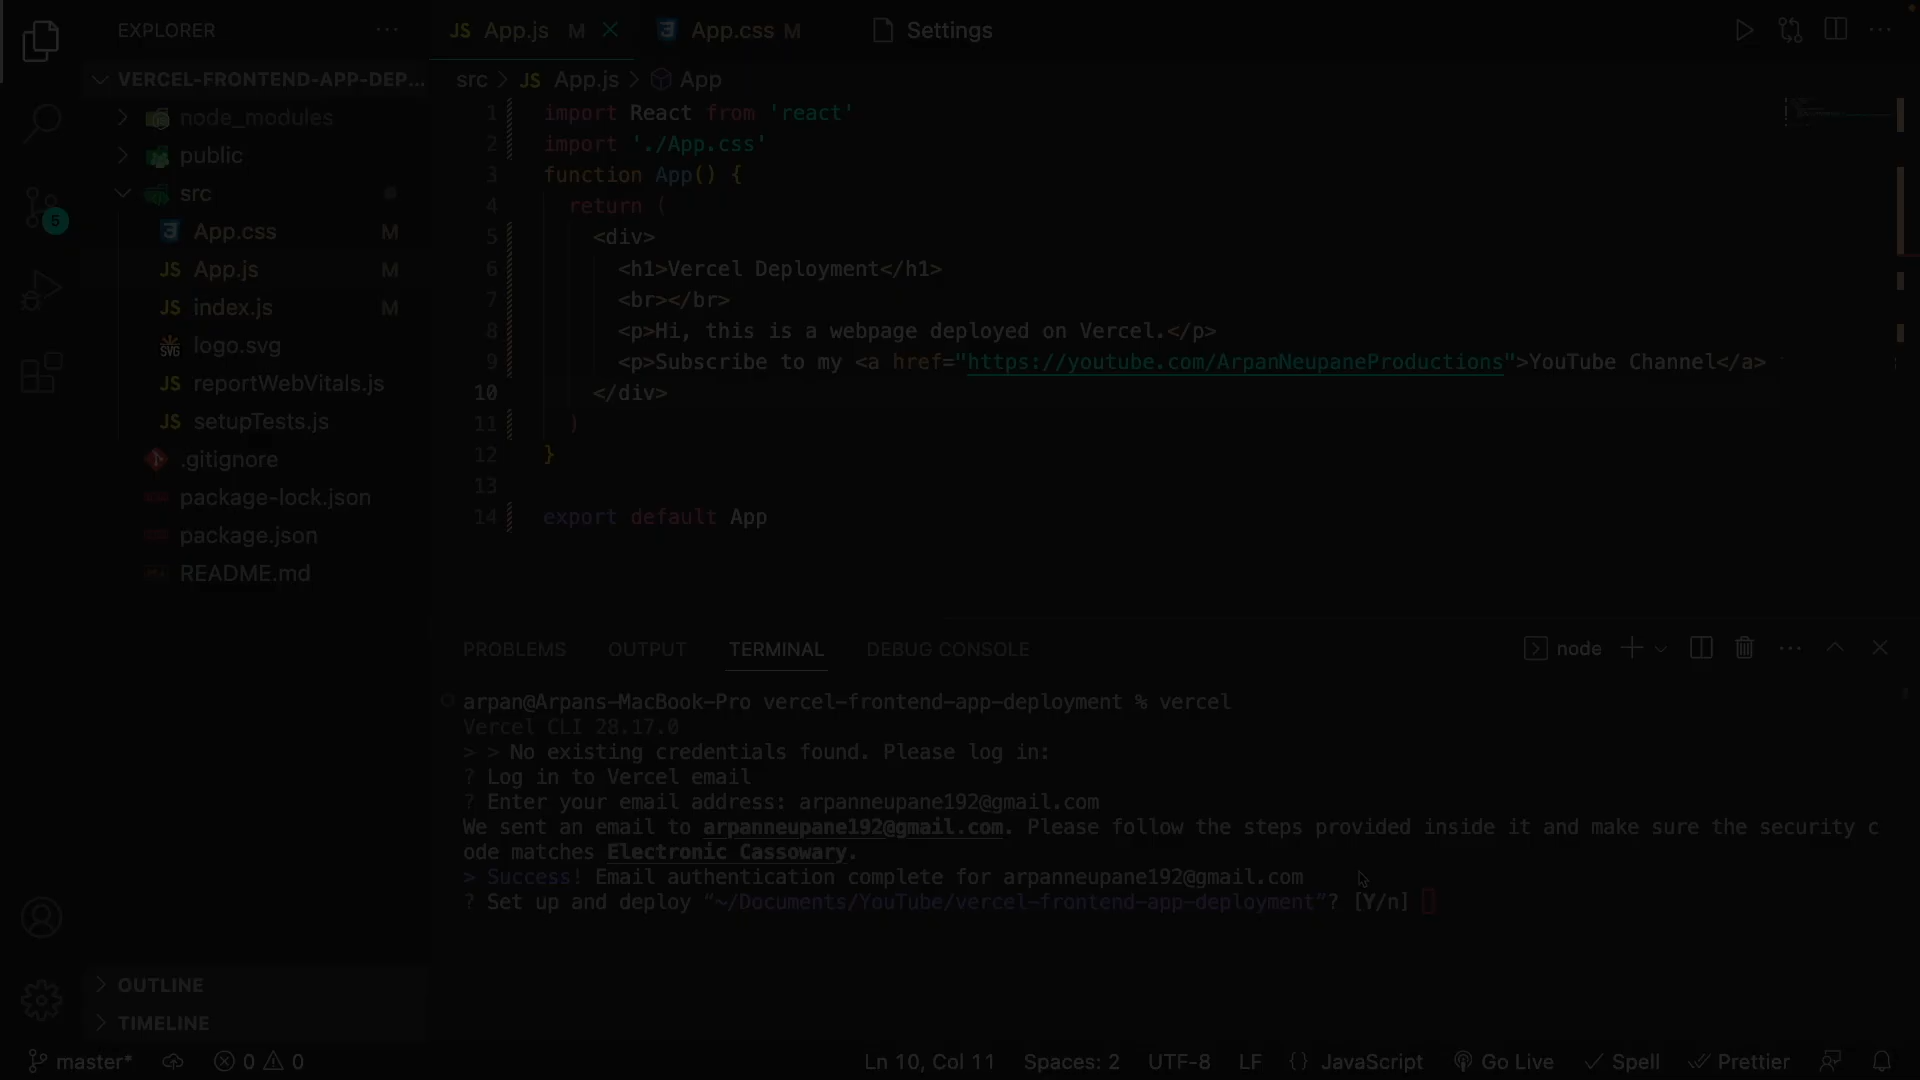 EXPLORER
VERCEL-FRONTEND-APP-DEP...
node_modules
public
src
App.css M
App.js M
index.js M
logo.svg
reportWebVitals.js
setupTests.js
.gitignore
package-lock.json
package.json
README.md
OUTLINE
TIMELINE
5
JS App.js M
App.css M
Settings
src > JS App.js > App
1 import React from 'react'
2 import './App.css'
3 function App() {
4 return (
5 <div>
6 <h1>Vercel Deployment</h1>
7 <br></br>
8 <p>Hi, this is a webpage deployed on Vercel.</p>
9 <p>Subscribe to my <a href="https://youtube.com/ArpanNeupaneProductions">YouTube Channel</a>
10 </div>
11 )
12 }
13
14 export default App
PROBLEMS OUTPUT TERMINAL DEBUG CONSOLE
node
arpan@Arpans-MacBook-Pro vercel-frontend-app-deployment % vercel
Vercel CLI 28.17.0
> > No existing credentials found. Please log in:
? Log in to Vercel email
? Enter your email address: arpanneupane192@gmail.com
We sent an email to arpanneupane192@gmail.com. Please follow the steps provided inside it and make sure the security c
ode matches Electronic Cassowary.
> Success! Email authentication complete for arpanneupane192@gmail.com
? Set up and deploy “~/Documents/YouTube/vercel-frontend-app-deployment”? [Y/n]
master* 0 0 Ln 10, Col 11 Spaces: 2 UTF-8 LF {} JavaScript Go Live Spell Prettier